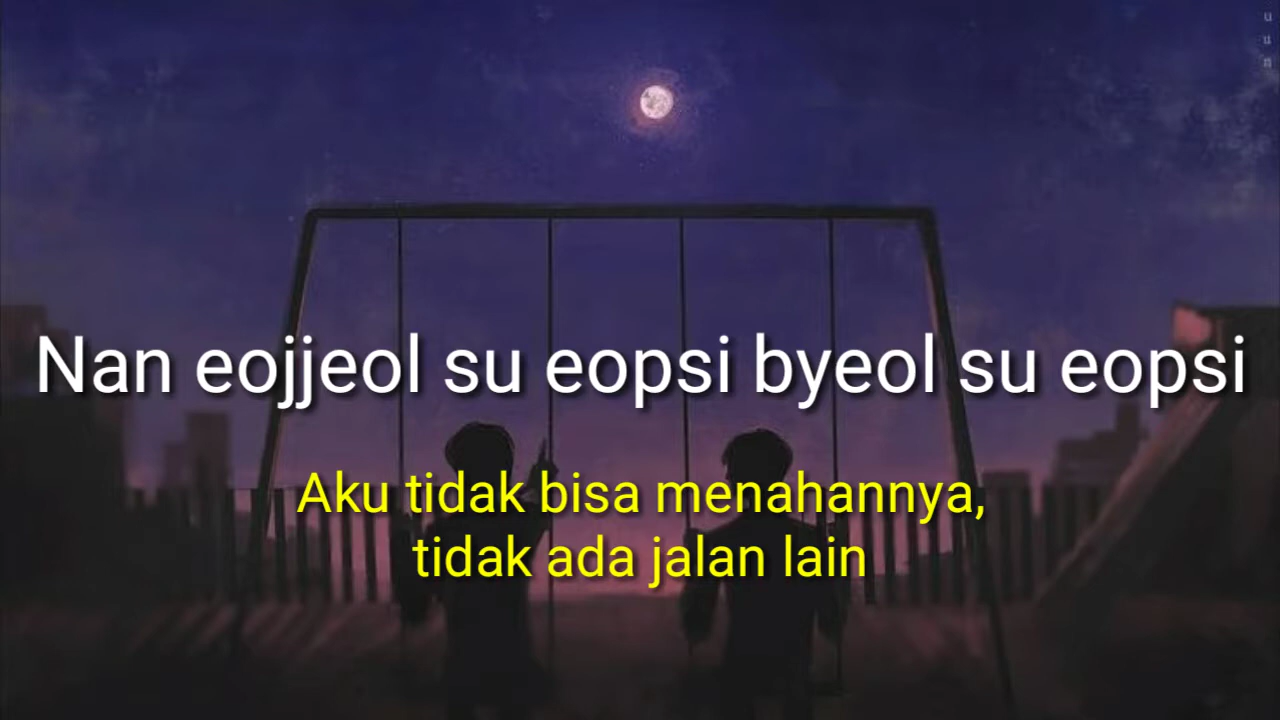 u
u
n
Nan eojjeol su eopsi byeol su eopsi
Aku tidak bisa menahannya,
tidak ada jalan lain